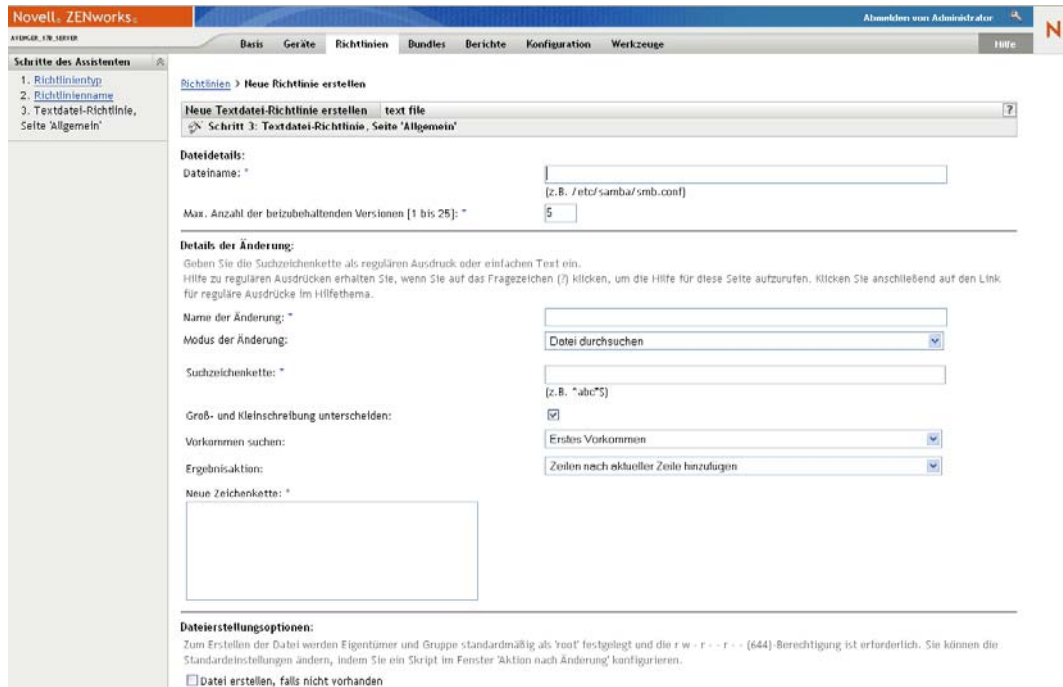 Novell® ZENworks®
Abmelden von Administrator
N
AVENGER_170_SERVER
Basis Geräte Richtlinien Bundles Berichte Konfiguration Werkzeuge
Hilfe
Schritte des Assistenten
1. Richtlinientyp
2. Richtlinienname
3. Textdatei-Richtlinie,
Seite 'Allgemein'
Richtlinien > Neue Richtlinie erstellen
Neue Textdatei-Richtlinie erstellen text file
?
Schritt 3: Textdatei-Richtlinie, Seite 'Allgemein'
Dateidetails:
Dateiname: *
(z.B. /etc/samba/smb.conf)
Max. Anzahl der beizubehaltenden Versionen [1 bis 25]: *
5
Details der Änderung:
Geben Sie die Suchzeichenkette als regulären Ausdruck oder einfachen Text ein.
Hilfe zu regulären Ausdrücken erhalten Sie, wenn Sie auf das Fragezeichen (?) klicken, um die Hilfe für diese Seite aufzurufen. Klicken Sie anschließend auf den Link
für reguläre Ausdrücke im Hilfethema.
Name der Änderung: *
Modus der Änderung:
Datei durchsuchen
Suchzeichenkette: *
(z.B. ^abc*$)
Groß- und Kleinschreibung unterscheiden:
Vorkommen suchen:
Erstes Vorkommen
Ergebnisaktion:
Zeilen nach aktueller Zeile hinzufügen
Neue Zeichenkette: *
Dateierstellungsoptionen:
Zum Erstellen der Datei werden Eigentümer und Gruppe standardmäßig als 'root' festgelegt und die r w - r - - r - - (644)-Berechtigung ist erforderlich. Sie können die
Standardeinstellungen ändern, indem Sie ein Skript im Fenster 'Aktion nach Änderung' konfigurieren.
Datei erstellen, falls nicht vorhanden